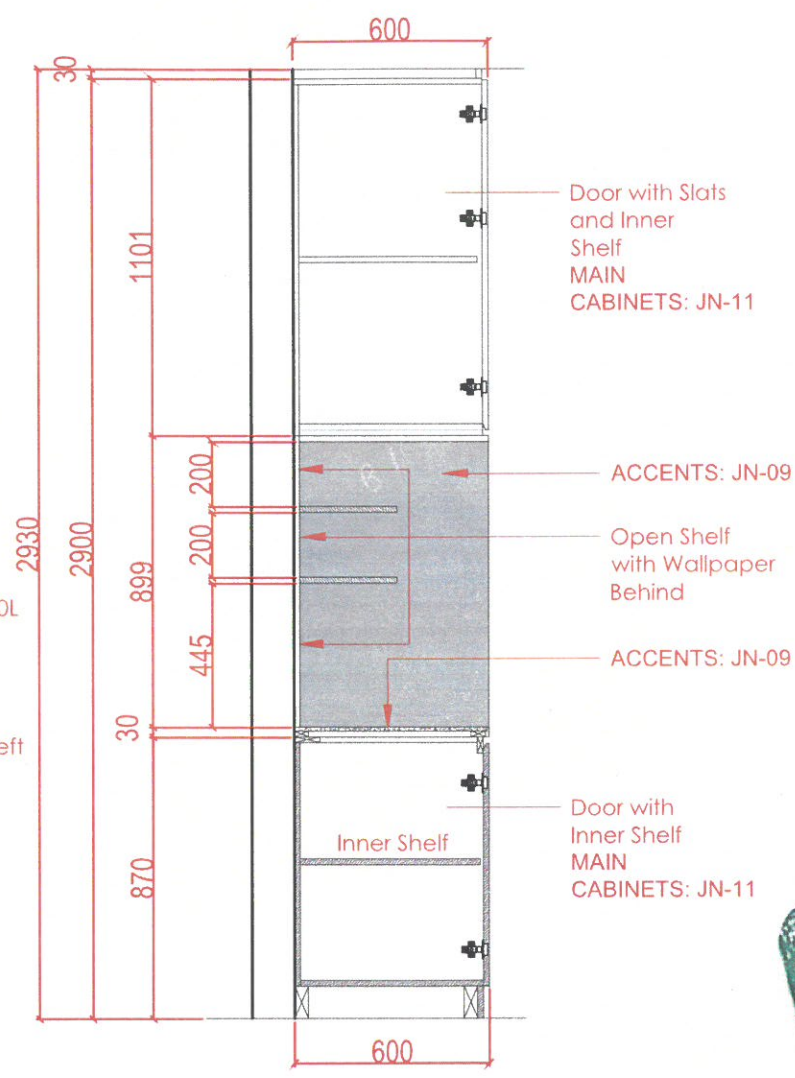 600
30
1101
Door with Slats
and Inner
Shelf
MAIN
CABINETS: JN-11
200
ACCENTS: JN-09
2930
2900
899
200
Open Shelf
with Wallpaper
Behind
0L
445
ACCENTS: JN-09
30
eft
870
Inner Shelf
Door with
Inner Shelf
MAIN
CABINETS: JN-11
600